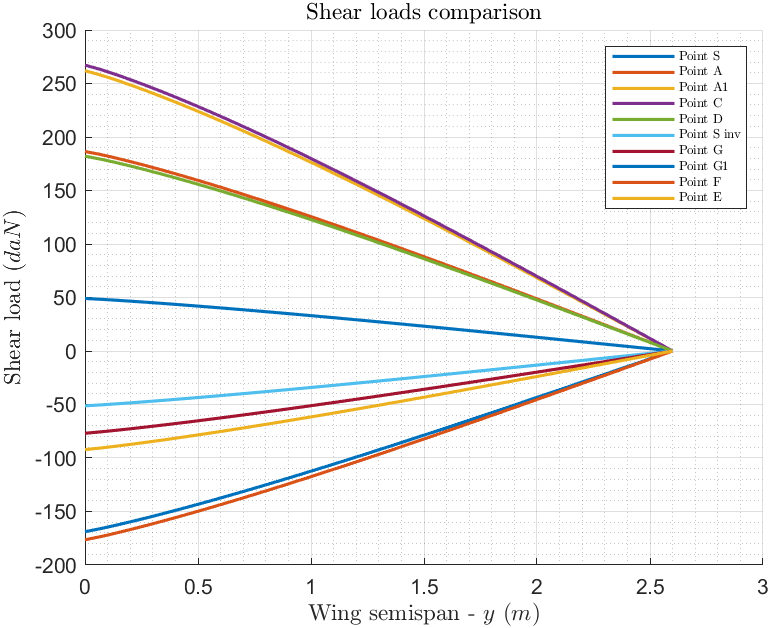 Shear loads comparison
300
250
200
150
100
50
0
-50
-100
-150
-200
Shear load (daN)
Point S
Point A
Point A1
Point C
Point D
Point S inv
Point G
Point G1
Point F
Point E
0 0.5 1 1.5 2 2.5 3
Wing semispan - y (m)